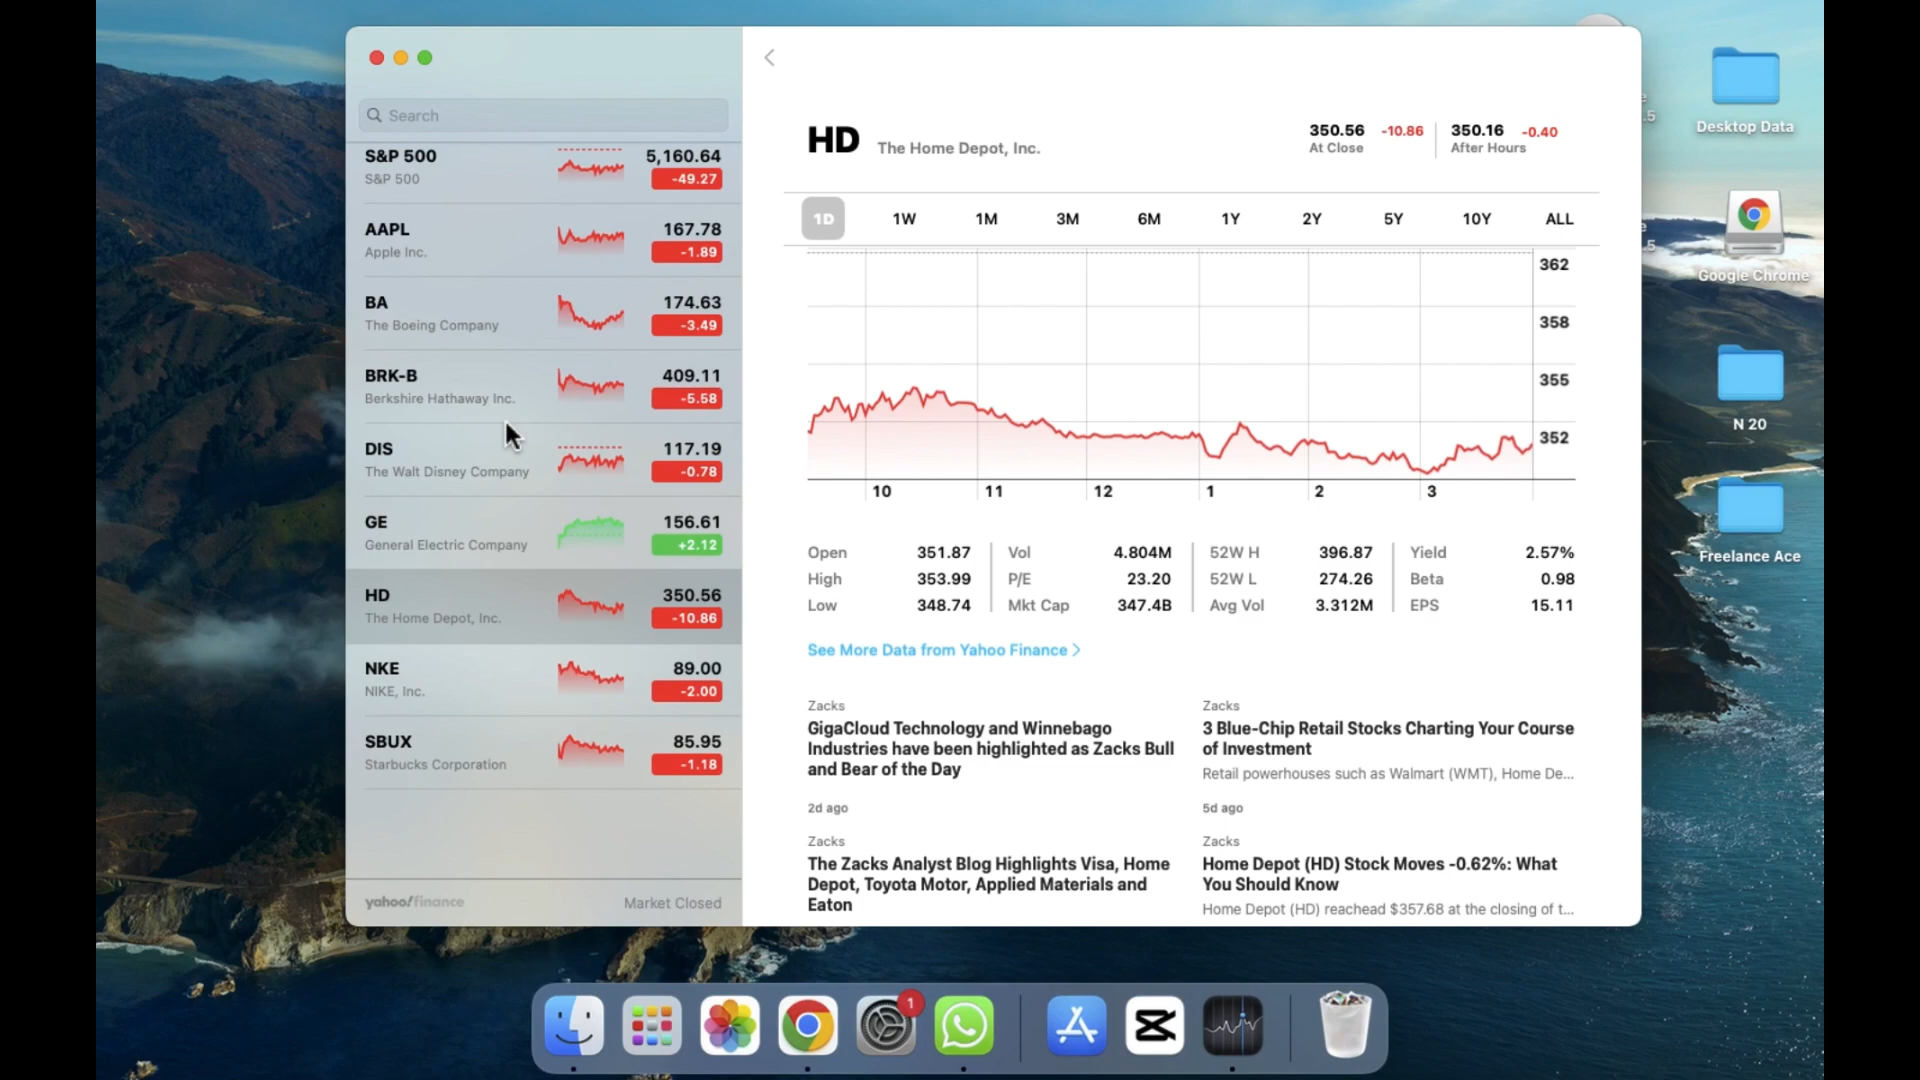 Search
S&P 500
5,160.64
S&P 500
-49.27
AAPL
167.78
Apple Inc.
-1.89
BA
174.63
The Boeing Company
-3.49
BRK-B
409.11
Berkshire Hathaway Inc.
-5.58
DIS
117.19
The Walt Disney Company
-0.78
GE
156.61
General Electric Company
+2.12
HD
350.56
The Home Depot, Inc.
-10.86
NKE
89.00
NIKE, Inc.
-2.00
SBUX
85.95
Starbucks Corporation
-1.18
yahoo!finance
Market Closed
HD The Home Depot, Inc.
350.56 -10.86
At Close
350.16 -0.40
After Hours
1D 1W 1M 3M 6M 1Y 2Y 5Y 10Y ALL
362
358
355
352
10 11 12 1 2 3
Open 351.87 Vol 4.804M 52W H 396.87 Yield 2.57%
High 353.99 P/E 23.20 52W L 274.26 Beta 0.98
Low 348.74 Mkt Cap 347.4B Avg Vol 3.312M EPS 15.11
See More Data from Yahoo Finance >
Zacks
GigaCloud Technology and Winnebago
Industries have been highlighted as Zacks Bull
and Bear of the Day
2d ago
Zacks
3 Blue-Chip Retail Stocks Charting Your Course
of Investment
Retail powerhouses such as Walmart (WMT), Home De...
5d ago
Zacks
The Zacks Analyst Blog Highlights Visa, Home
Depot, Toyota Motor, Applied Materials and
Eaton
Zacks
Home Depot (HD) Stock Moves -0.62%: What
You Should Know
Home Depot (HD) reachead $357.68 at the closing of t...
Desktop Data
Google Chrome
N 20
Freelance Ace
1